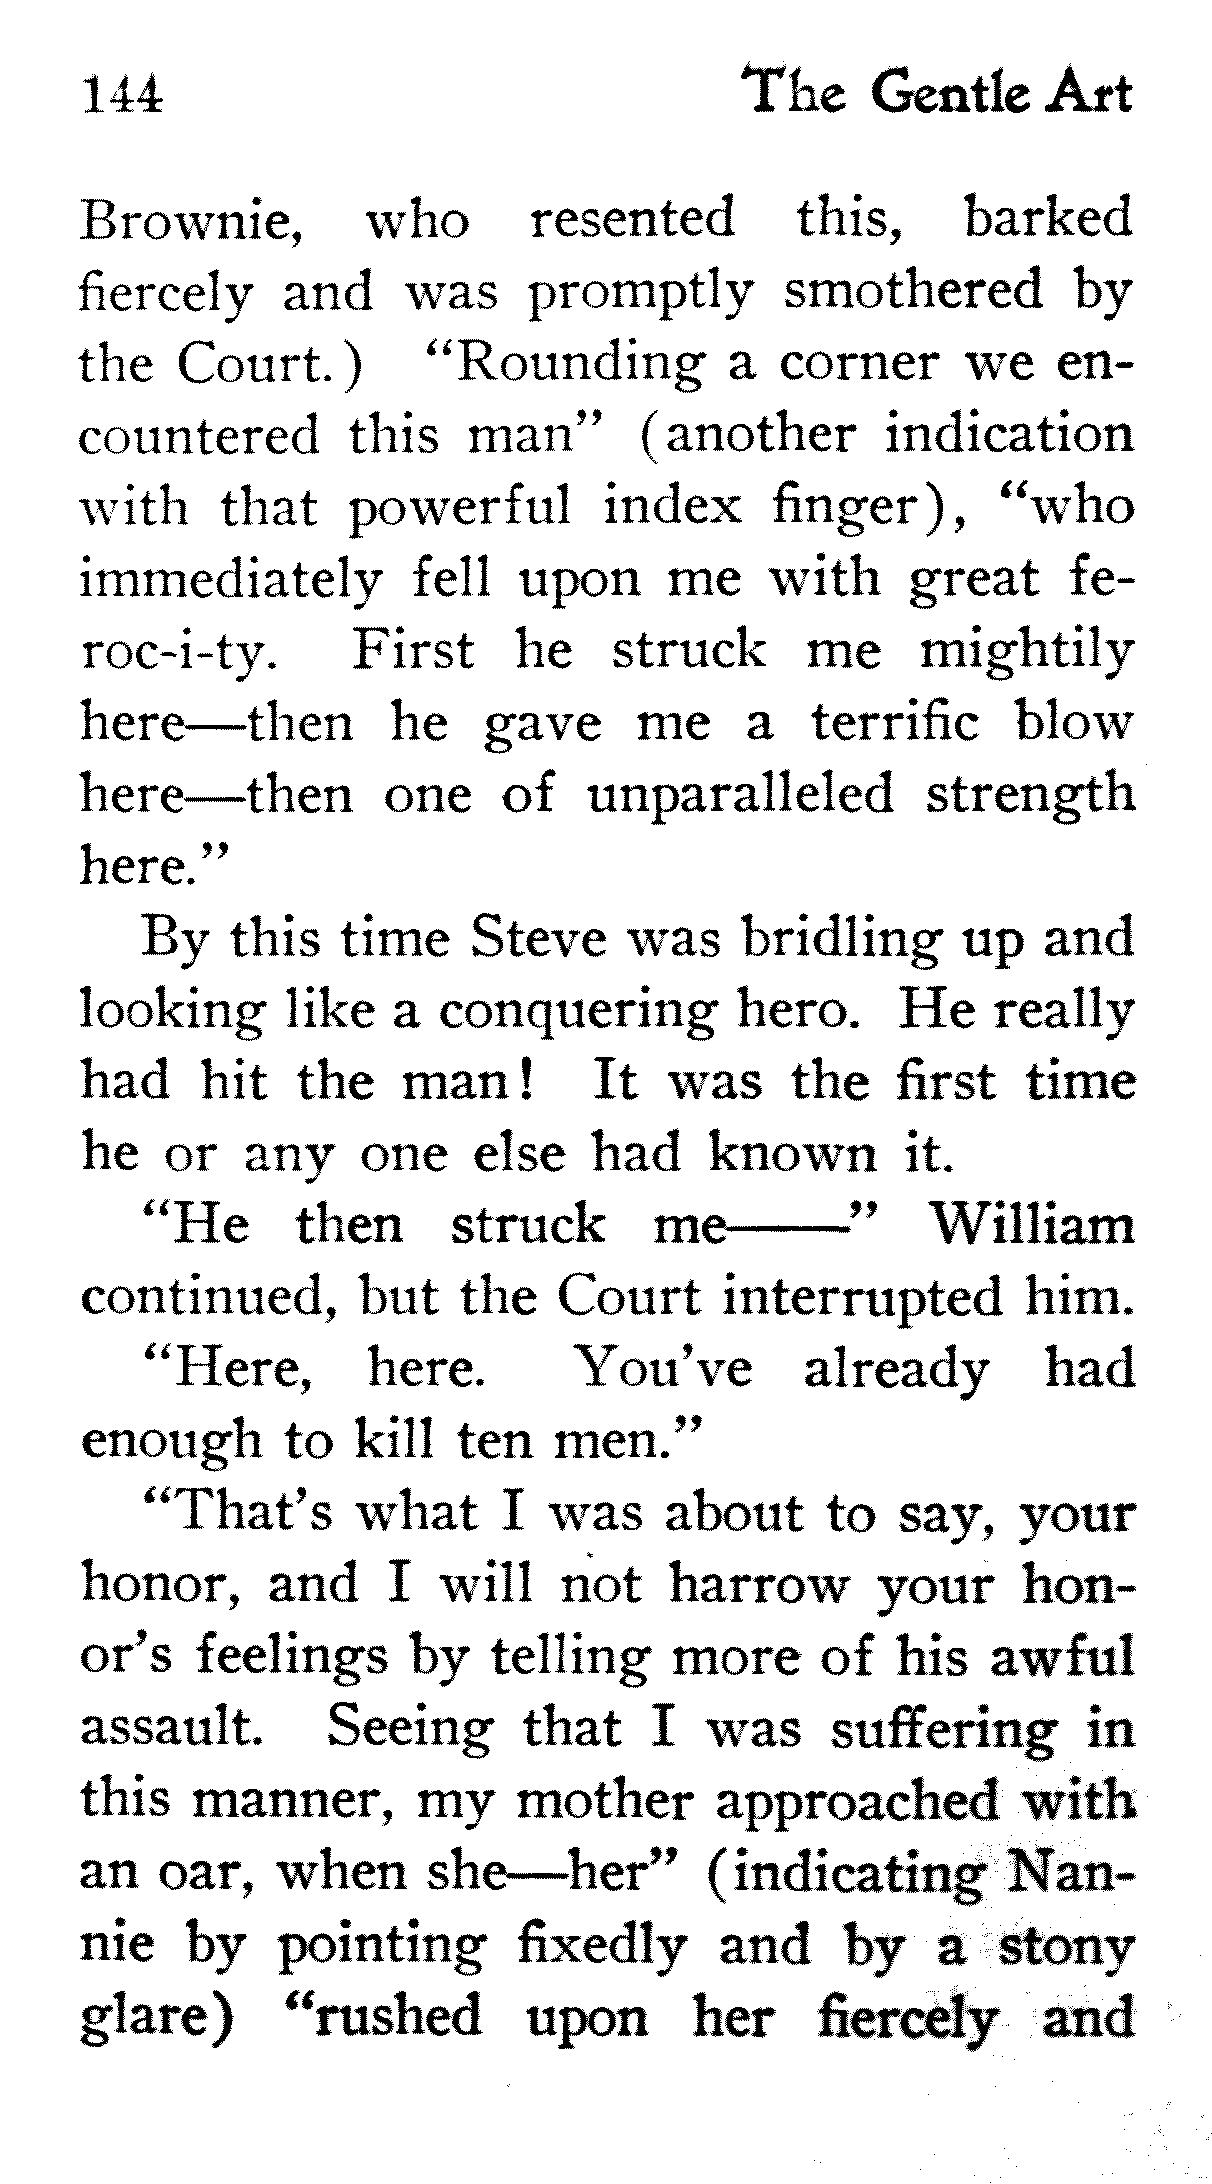 144 The Gentle Art
Brownie, who resented this, barked
fiercely and was promptly smothered by
the Court.) “Rounding a corner we en-
countered this man” (another indication
with that powerful index finger), “who
immediately fell upon me with great fe-
roc-i-ty. First he struck me mightily
here—then he gave me a terrific blow
here—then one of unparalleled strength
here.”
By this time Steve was bridling up and
looking like a conquering hero. He really
had hit the man! It was the first time
he or any one else had known it.
“He then struck me——” William
continued, but the Court interrupted him.
“Here, here. You’ve already had
enough to kill ten men.”
“That’s what I was about to say, your
honor, and I will not harrow your hon-
or’s feelings by telling more of his awful
assault. Seeing that I was suffering in
this manner, my mother approached with
an oar, when she—her” (indicating Nan-
nie by pointing fixedly and by a stony
glare) “rushed upon her fiercely and